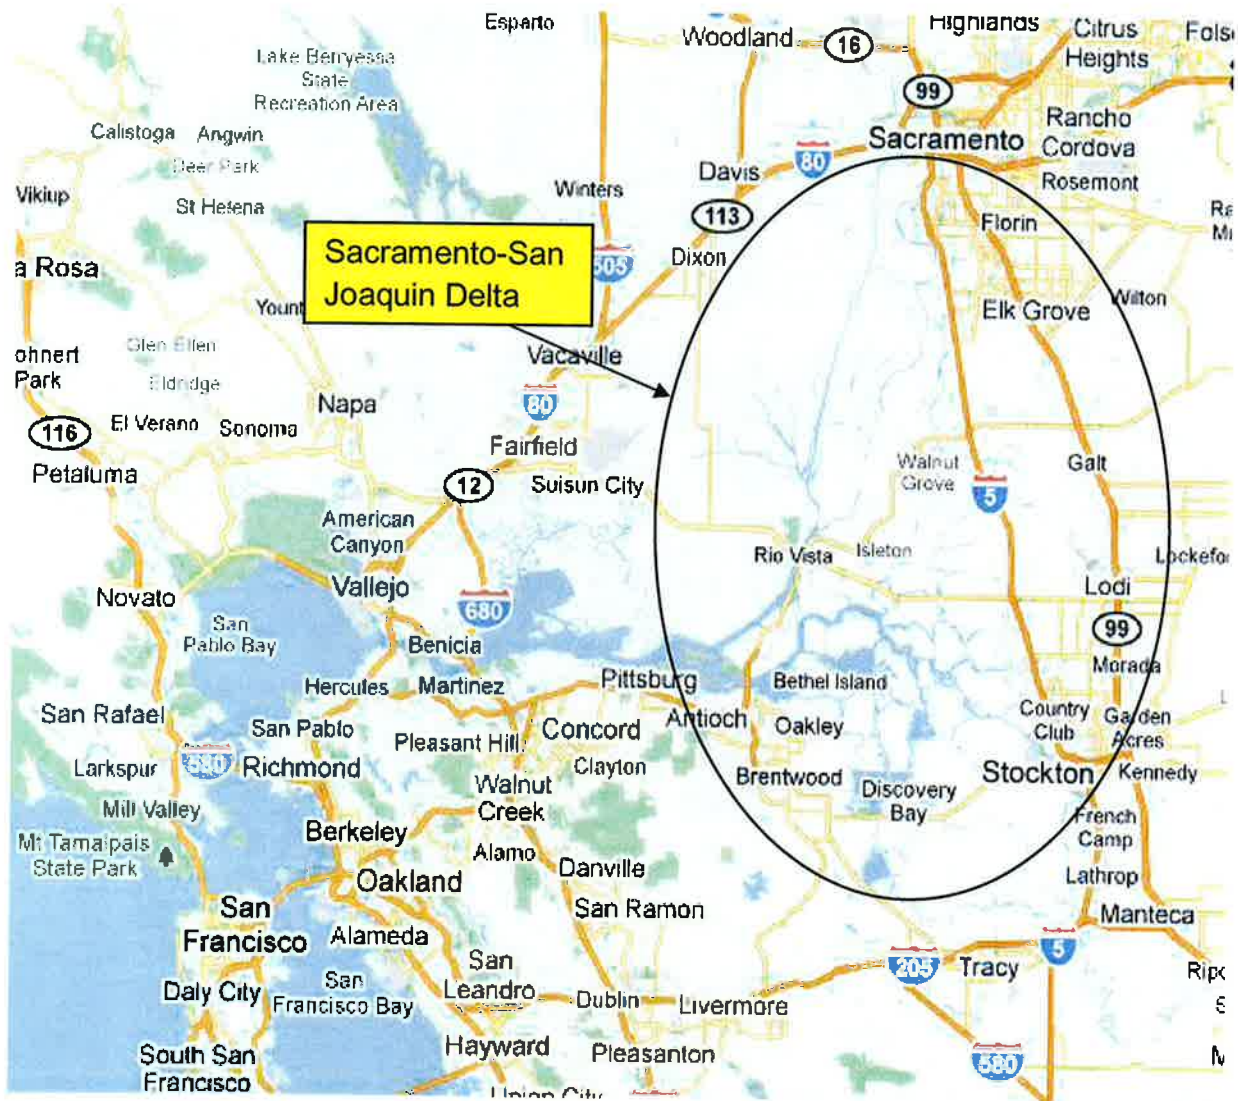 Esparto
Woodland
16
Highlands
Citrus
Heights
Lake Berryessa
State
Recreation Area
99
Rancho
Cordova
Calistoga
Angwin
Deer Park
Sacramento
80
Davis
Rosemont
Vikiup
St Helena
Winters
113
Florin
Sacramento-San
Joaquin Delta
505
Dixon
a Rosa
Yount
Elk Grove
Wilton
ohnert
Park
Glen Ellen
Eldridge
Vacaville
80
Napa
116
El Verano
Sonoma
Fairfield
Petaluma
12
Suisun City
Walnut
Grove
Galt
5
American
Canyon
Rio Vista
Isleton
Lockefo
Vallejo
Lodi
Novato
680
San
Pablo Bay
99
Benicia
Morada
Hercules
Martinez
Pittsburg
Bethel Island
San Rafael
San Pablo
Antioch
Oakley
Country
Club
Garden
Acres
Concord
Pleasant Hill
Clayton
Larkspur
580
Richmond
Brentwood
Stockton
Kennedy
Walnut
Creek
Discovery
Bay
Mill Valley
French
Camp
Berkeley
Mt Tamalpais
State Park
Alamo
Danville
Lathrop
Oakland
San Ramon
Manteca
San
Francisco
Alameda
5
San
Leandro
205
Tracy
Daly City
San
Francisco Bay
Dublin
Livermore
South San
Francisco
Hayward
Pleasanton
580
Union City